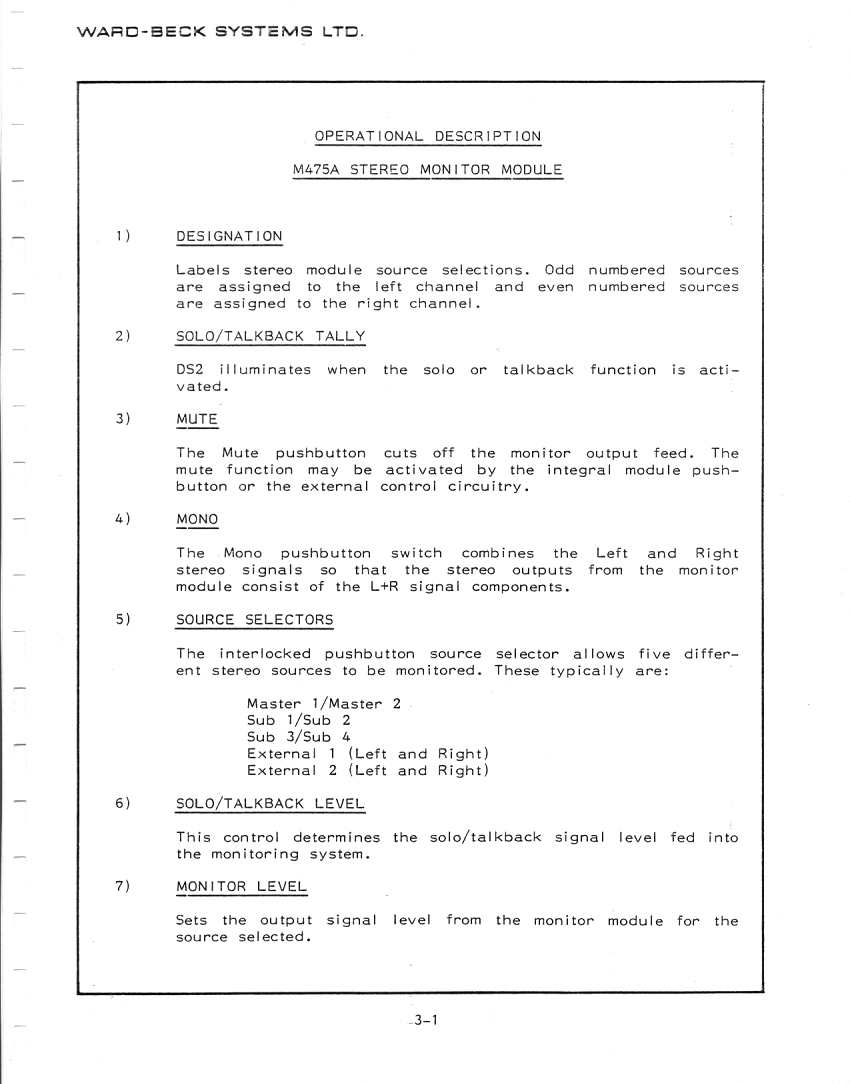 WARD-BECK SYSTEMS LTD.
OPERATIONAL DESCRIPTION
M475A STEREO MONITOR MODULE
1) DESIGNATION
Labels stereo module source selections. Odd numbered sources
are assigned to the left channel and even numbered sources
are assigned to the right channel.
2) SOLO/TALKBACK TALLY
DS2 illuminates when the solo or talkback function is acti-
vated.
3) MUTE
The Mute pushbutton cuts off the monitor output feed. The
mute function may be activated by the integral module push-
button or the external control circuitry.
4) MONO
The Mono pushbutton switch combines the Left and Right
stereo signals so that the stereo outputs from the monitor
module consist of the L+R signal components.
5) SOURCE SELECTORS
The interlocked pushbutton source selector allows five differ-
ent stereo sources to be monitored. These typically are:
Master 1/Master 2
Sub 1/Sub 2
Sub 3/Sub 4
External 1 (Left and Right)
External 2 (Left and Right)
6) SOLO/TALKBACK LEVEL
This control determines the solo/talkback signal level fed into
the monitoring system.
7) MONITOR LEVEL
Sets the output signal level from the monitor module for the
source selected.
3-1